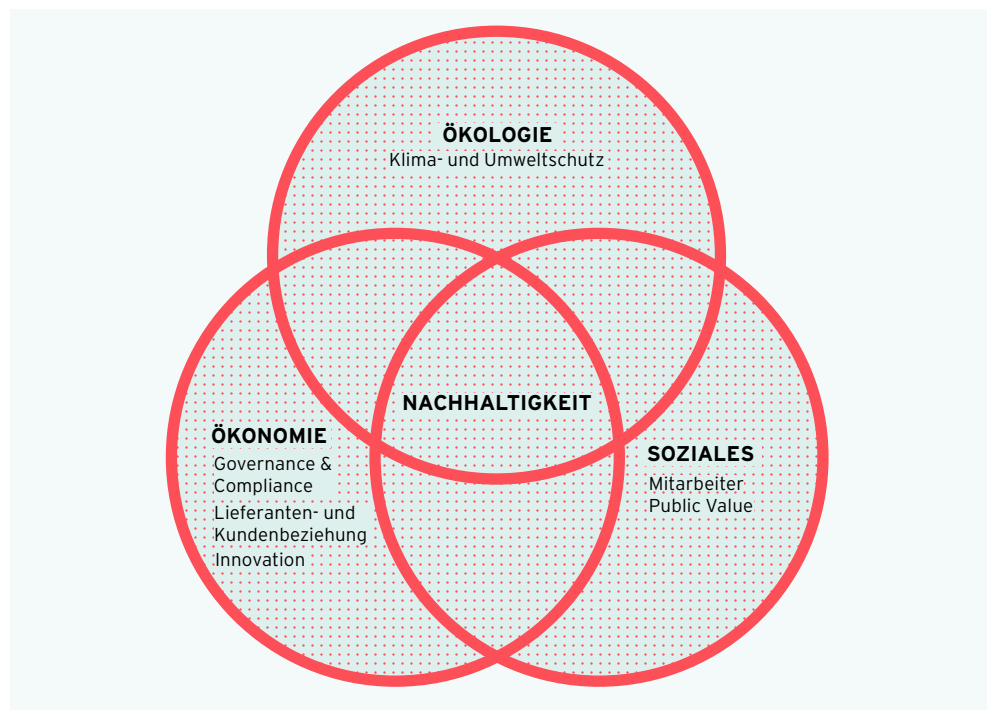 ÖKOLOGIE
Klima- und Umweltschutz
NACHHALTIGKEIT
ÖKONOMIE
Governance &
Compliance
Lieferanten- und
Kundenbeziehung
Innovation
SOZIALES
Mitarbeiter
Public Value